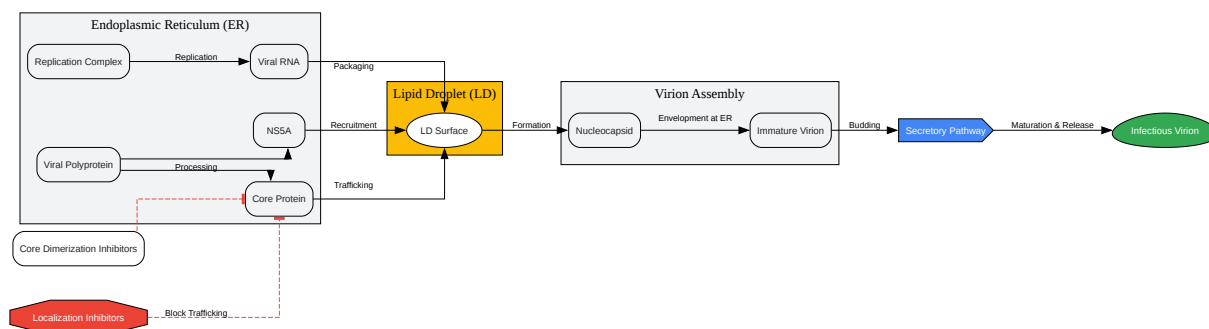 Endoplasmic Reticulum (ER)
Replication Complex
Replication
Viral RNA
Packaging
Lipid Droplet (LD)
Virion Assembly
NS5A
Recruitment
LD Surface
Formation
Nucleocapsid
Envelopment at ER
Immature Virion
Budding
Secretory Pathway
Maturation & Release
Infectious Virion
Viral Polyprotein
Processing
Core Protein
Trafficking
Core Dimerization Inhibitors
Localization Inhibitors
Block Trafficking